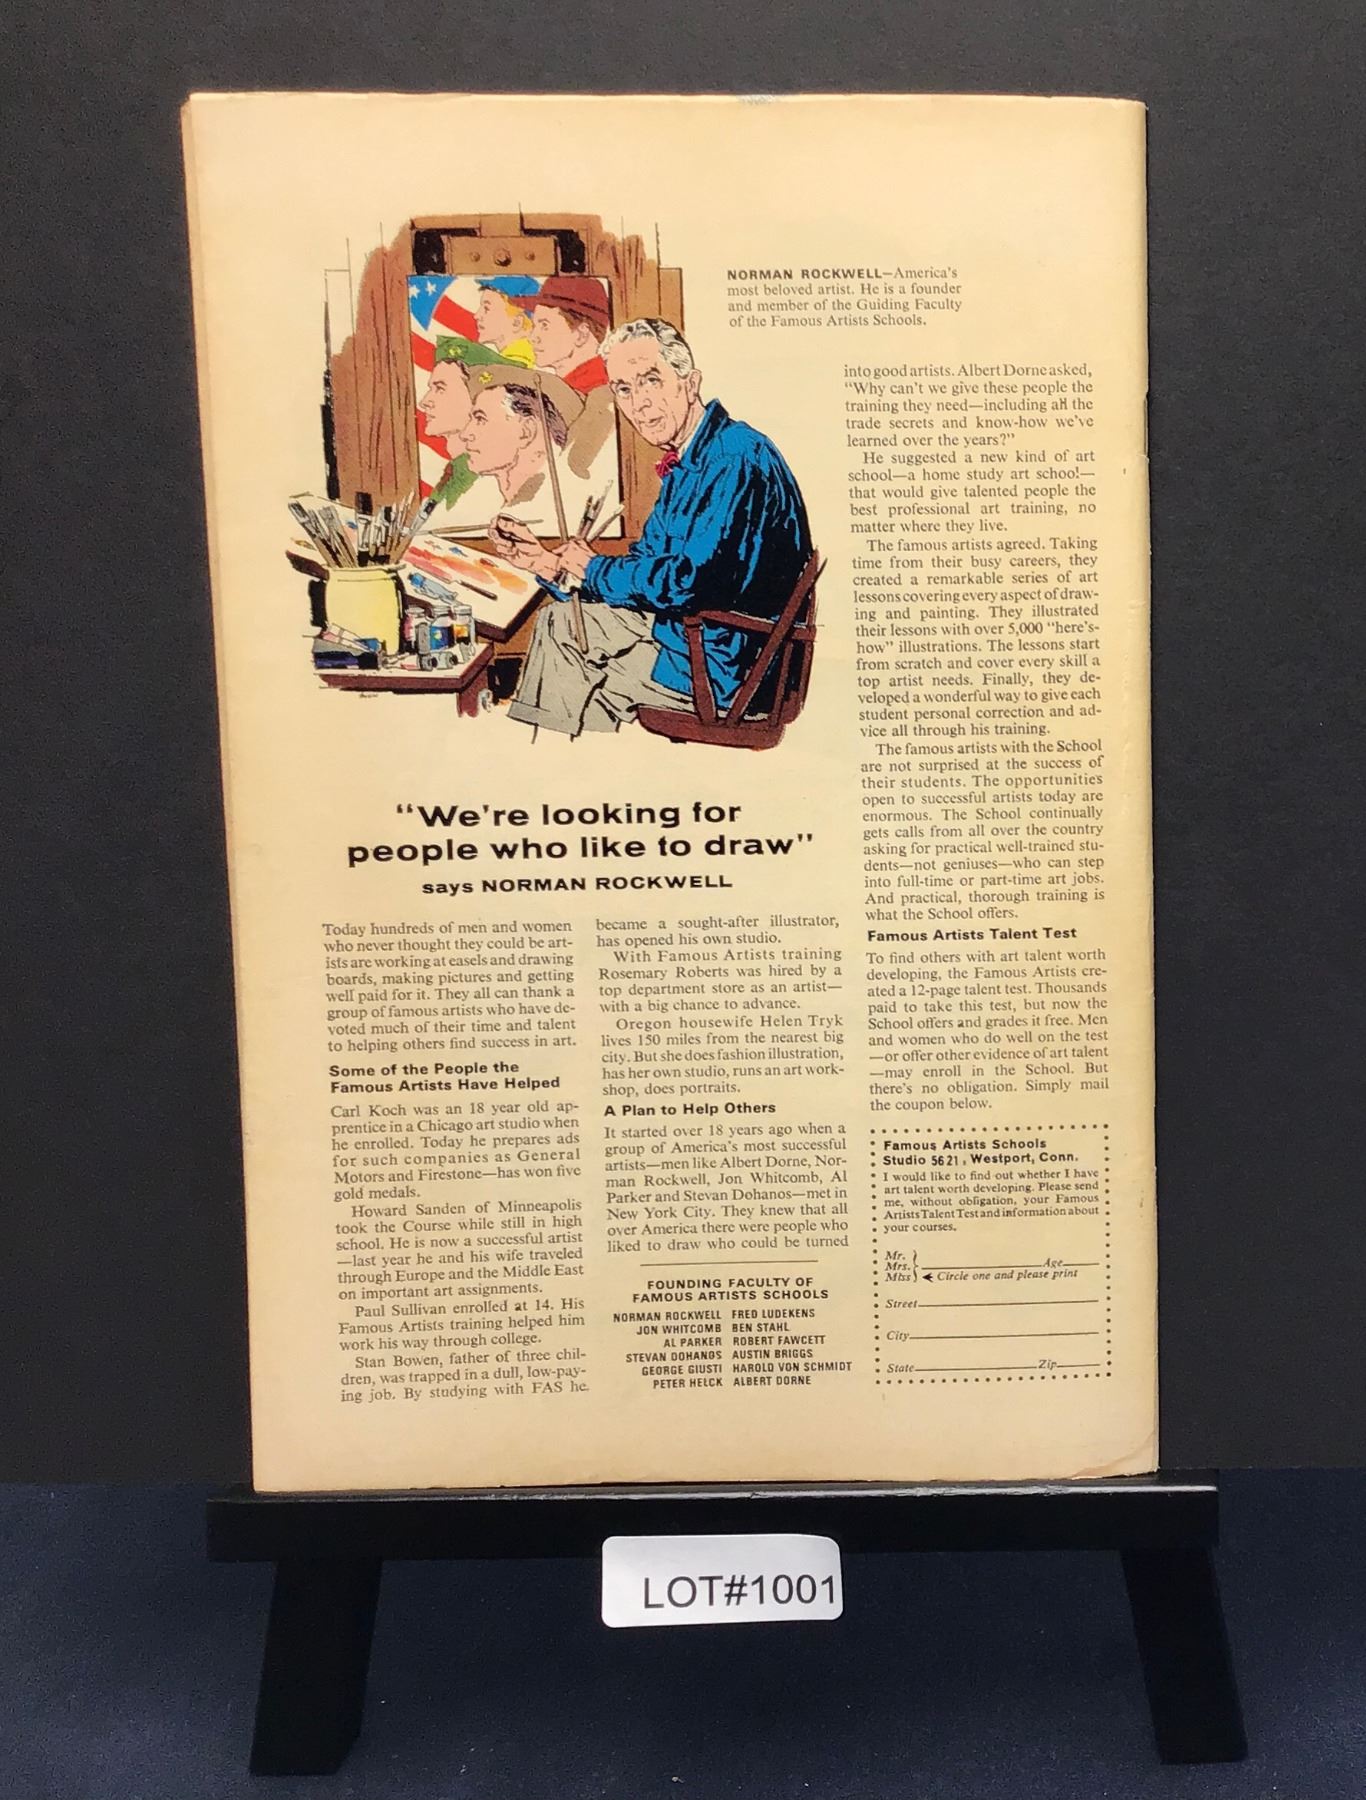 NORMAN ROCKWELL—America's
most beloved artist. He is a founder
and member of the Guiding Faculty
of the Famous Artists Schools.
"We're looking for
people who like to draw"
says NORMAN ROCKWELL
Today hundreds of men and women
who never thought they could be art-
ists are working at easels and drawing
boards, making pictures and getting
well paid for it. They all can thank a
group of famous artists who have de-
voted much of their time and talent
to helping others find success in art.
Some of the People the
Famous Artists Have Helped
Carl Koch was an 18 year old ap-
prentice in a Chicago art studio when
he enrolled. Today he prepares ads
for such companies as General
Motors and Firestone—has won five
gold medals.
Howard Sanden of Minneapolis
took the Course while still in high
school. He is now a successful artist
—last year he and his wife traveled
through Europe and the Middle East
on important art assignments.
Paul Sullivan enrolled at 14. His
Famous Artists training helped him
work his way through college.
Stan Bowen, father of three chil-
dren, was trapped in a dull, low-pay-
ing job. By studying with FAS he
became a sought-after illustrator,
has opened his own studio.
With Famous Artists training
Rosemary Roberts was hired by a
top department store as an artist—
with a big chance to advance.
Oregon housewife Helen Tryk
lives 150 miles from the nearest big
city. But she does fashion illustration,
has her own studio, runs an art work-
shop, does portraits.
A Plan to Help Others
It started over 18 years ago when a
group of America's most successful
artists—men like Albert Dorne, Nor-
man Rockwell, Jon Whitcomb, Al
Parker and Stevan Dohanos—met in
New York City. They knew that all
over America there were people who
liked to draw who could be turned
FOUNDING FACULTY OF
FAMOUS ARTISTS SCHOOLS
NORMAN ROCKWELL FRED LUDEKENS
JON WHITCOMB BEN STAHL
AL PARKER ROBERT FAWCETT
STEVAN DOHANOS AUSTIN BRIGGS
GEORGE GIUSTI HAROLD VON SCHMIDT
PETER HELCK ALBERT DORNE
into good artists. Albert Dorne asked,
"Why can't we give these people the
training they need—including all the
trade secrets and know-how we've
learned over the years?"
He suggested a new kind of art
school—a home study art school—
that would give talented people the
best professional art training, no
matter where they live.
The famous artists agreed. Taking
time from their busy careers, they
created a remarkable series of art
lessons covering every aspect of draw-
ing and painting. They illustrated
their lessons with over 5,000 "here's-
how" illustrations. The lessons start
from scratch and cover every skill a
top artist needs. Finally, they de-
veloped a wonderful way to give each
student personal correction and ad-
vice all through his training.
The famous artists with the School
are not surprised at the success of
their students. The opportunities
open to successful artists today are
enormous. The School continually
gets calls from all over the country
asking for practical well-trained stu-
dents—not geniuses—who can step
into full-time or part-time art jobs.
And practical, thorough training is
what the School offers.
Famous Artists Talent Test
To find others with art talent worth
developing, the Famous Artists cre-
ated a 12-page talent test. Thousands
paid to take this test, but now the
School offers and grades it free. Men
and women who do well on the test
—or offer other evidence of art talent
—may enroll in the School. But
there's no obligation. Simply mail
the coupon below.
Famous Artists Schools
Studio 5621, Westport, Conn.
I would like to find out whether I have
art talent worth developing. Please send
me, without obligation, your Famous
Artists Talent Test and information about
your courses.
Mr.
Mrs. Age
Miss Circle one and please print
Street
City
State Zip
LOT#1001